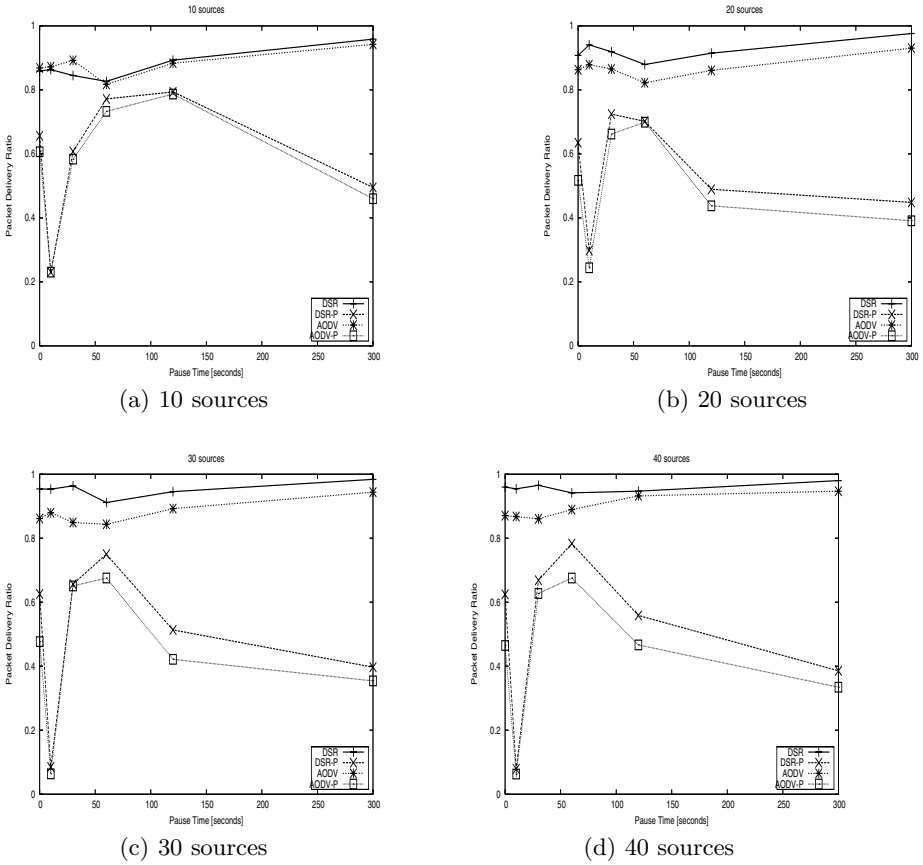 10 sources
1
0.8
0.6
0.4
0.2
0
Packet Delivery Ratio
DSR
DSR-P
AODV
AODV-P
0 50 100 150 200 250 300
Pause Time [seconds]
(a) 10 sources
20 sources
1
0.8
0.6
0.4
0.2
0
Packet Delivery Ratio
DSR
DSR-P
AODV
AODV-P
0 50 100 150 200 250 300
Pause Time [seconds]
(b) 20 sources
30 sources
1
0.8
0.6
0.4
0.2
0
Packet Delivery Ratio
DSR
DSR-P
AODV
AODV-P
0 50 100 150 200 250 300
Pause Time [seconds]
(c) 30 sources
40 sources
1
0.8
0.6
0.4
0.2
0
Packet Delivery Ratio
DSR
DSR-P
AODV
AODV-P
0 50 100 150 200 250 300
Pause Time [seconds]
(d) 40 sources